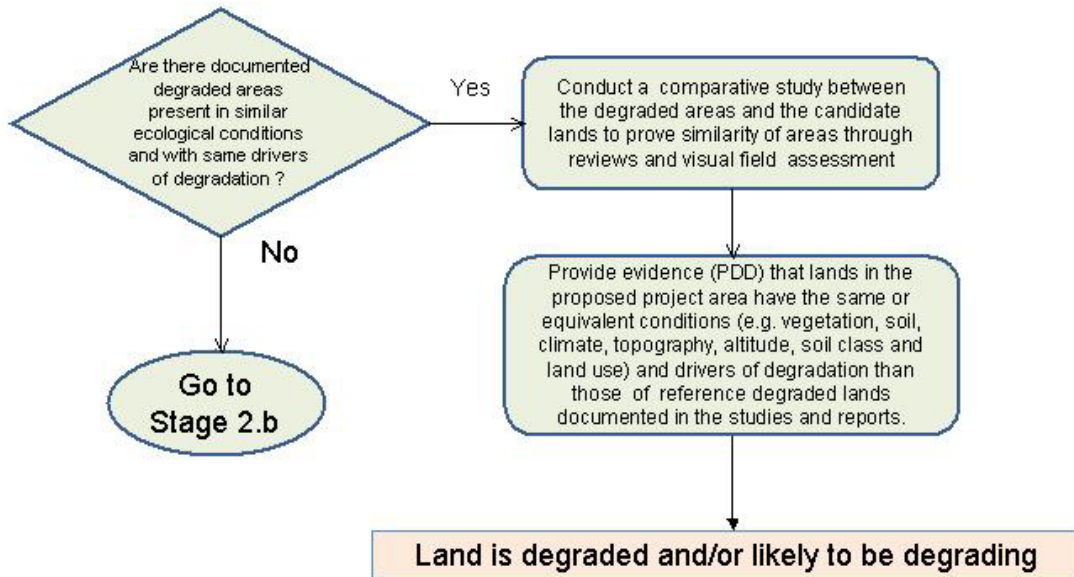 Are there documented
degraded areas
present in similar
ecological conditions
and with same drivers
of degradation ?
Yes
Conduct a comparative study between
the degraded areas and the candidate
lands to prove similarity of areas through
reviews and visual field assessment
No
Go to
Stage 2.b
Provide evidence (PDD) that lands in the
proposed project area have the same or
equivalent conditions (e.g. vegetation, soil,
climate, topography, altitude, soil class and
land use) and drivers of degradation than
those of reference degraded lands
documented in the studies and reports.
Land is degraded and/or likely to be degrading